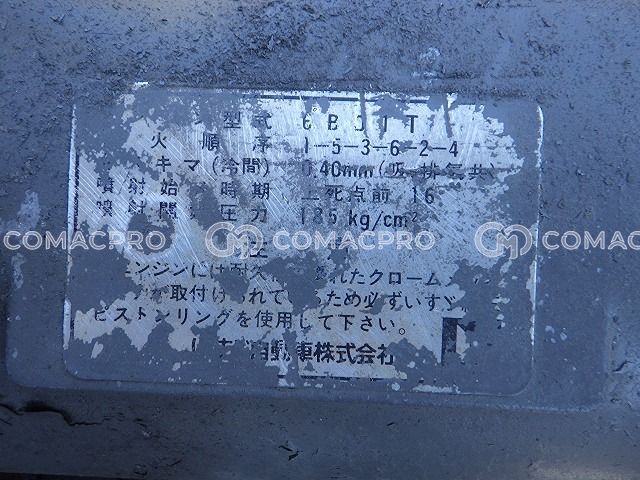 型式 6BD1T
火順序 1-5-3-6-2-4
キマ(冷間) 0.40mm(吸 排気共
噴射始 時期 上死点前 16
噴射開 圧力 185 kg/cm²
COMACPRO COMACPRO COMACPRO
注
エンジンには耐久 れたクローム
が取付けられて ため必ずいすゞ
ピストンリングを使用して下さい。
自動車株式会社